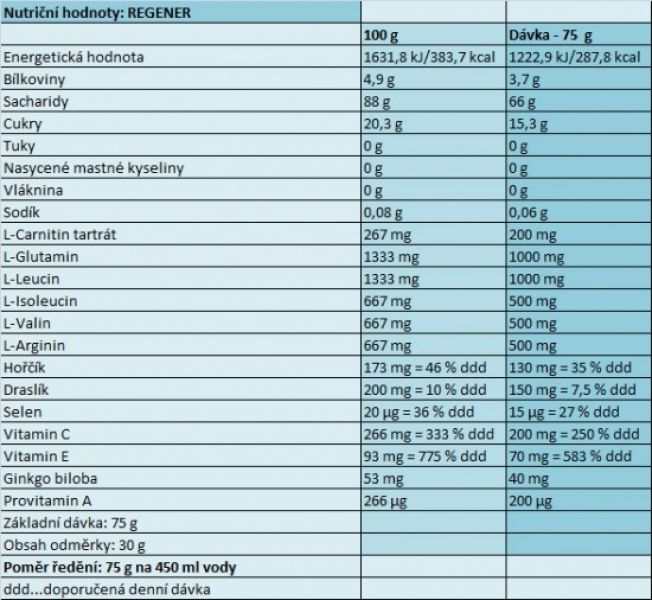 Nutriční hodnoty: REGENER
100 g Dávka - 75 g
Energetická hodnota 1631,8 kJ/383,7 kcal 1222,9 kJ/287,8 kcal
Bílkoviny 4,9 g 3,7 g
Sacharidy 88 g 66 g
Cukry 20,3 g 15,3 g
Tuky 0 g 0 g
Nasycené mastné kyseliny 0 g 0 g
Vláknina 0 g 0 g
Sodík 0,08 g 0,06 g
L-Carnitin tartrát 267 mg 200 mg
L-Glutamin 1333 mg 1000 mg
L-Leucin 1333 mg 1000 mg
L-Isoleucin 667 mg 500 mg
L-Valin 667 mg 500 mg
L-Arginin 667 mg 500 mg
Hořčík 173 mg = 46 % ddd 130 mg = 35 % ddd
Draslík 200 mg = 10 % ddd 150 mg = 7,5 % ddd
Selen 20 µg = 36 % ddd 15 µg = 27 % ddd
Vitamin C 266 mg = 333 % ddd 200 mg = 250 % ddd
Vitamin E 93 mg = 775 % ddd 70 mg = 583 % ddd
Ginkgo biloba 53 mg 40 mg
Provitamin A 266 µg 200 µg
Základní dávka: 75 g
Obsah odměrky: 30 g
Poměr ředění: 75 g na 450 ml vody
ddd...doporučená denní dávka